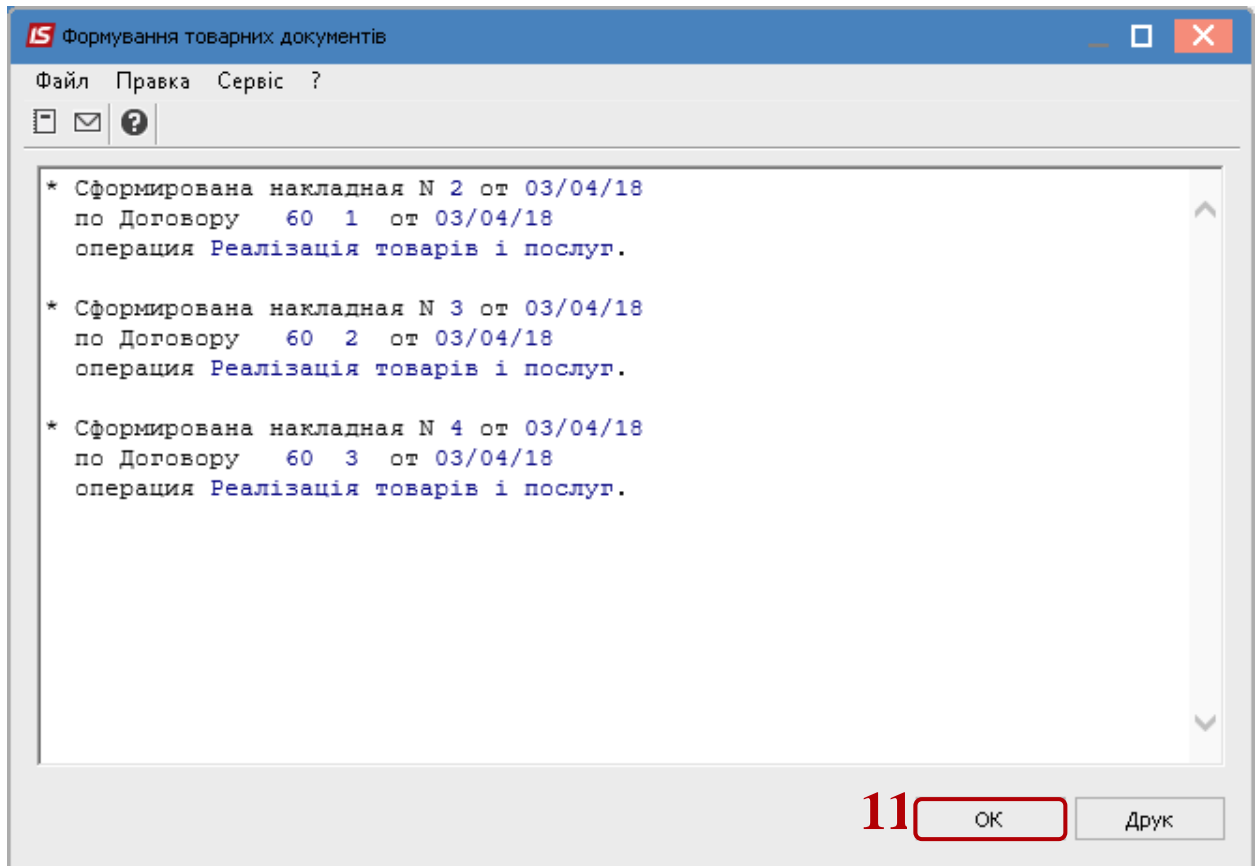 IS Формування товарних документів
Файл Правка Сервіс ?
* Сформирована накладная N 2 от 03/04/18
по Договору 60 1 от 03/04/18
операция Реалізація товарів і послуг.
* Сформирована накладная N 3 от 03/04/18
по Договору 60 2 от 03/04/18
операция Реалізація товарів і послуг.
* Сформирована накладная N 4 от 03/04/18
по Договору 60 3 от 03/04/18
операция Реалізація товарів і послуг.
11 ОК Друк